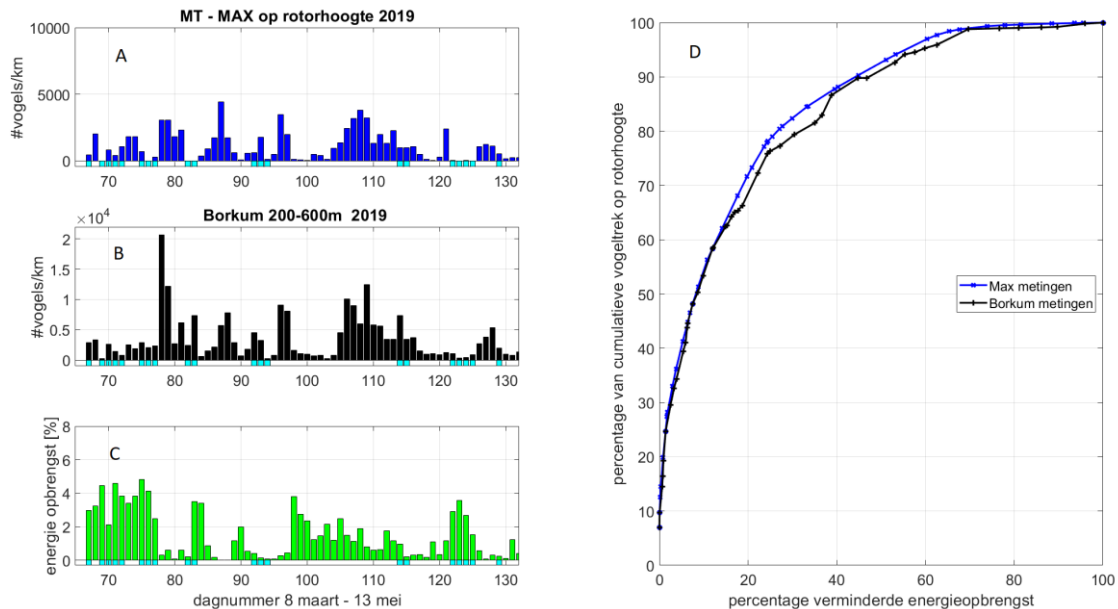 MT - MAX op rotorhoogte 2019
A
#vogels/km
10000
5000
0
70 80 90 100 110 120 130
Borkum 200-600m 2019
×10⁴
B
#vogels/km
2
1.5
1
0.5
0
70 80 90 100 110 120 130
C
energie opbrengst [%]
8
6
4
2
0
70 80 90 100 110 120 130
dagnummer 8 maart - 13 mei
D
percentage van cumulatieve vogeltrek op rotorhoogte
100
90
80
70
60
50
40
30
20
10
0
Max metingen
Borkum metingen
0 20 40 60 80 100
percentage verminderde energieopbrengst